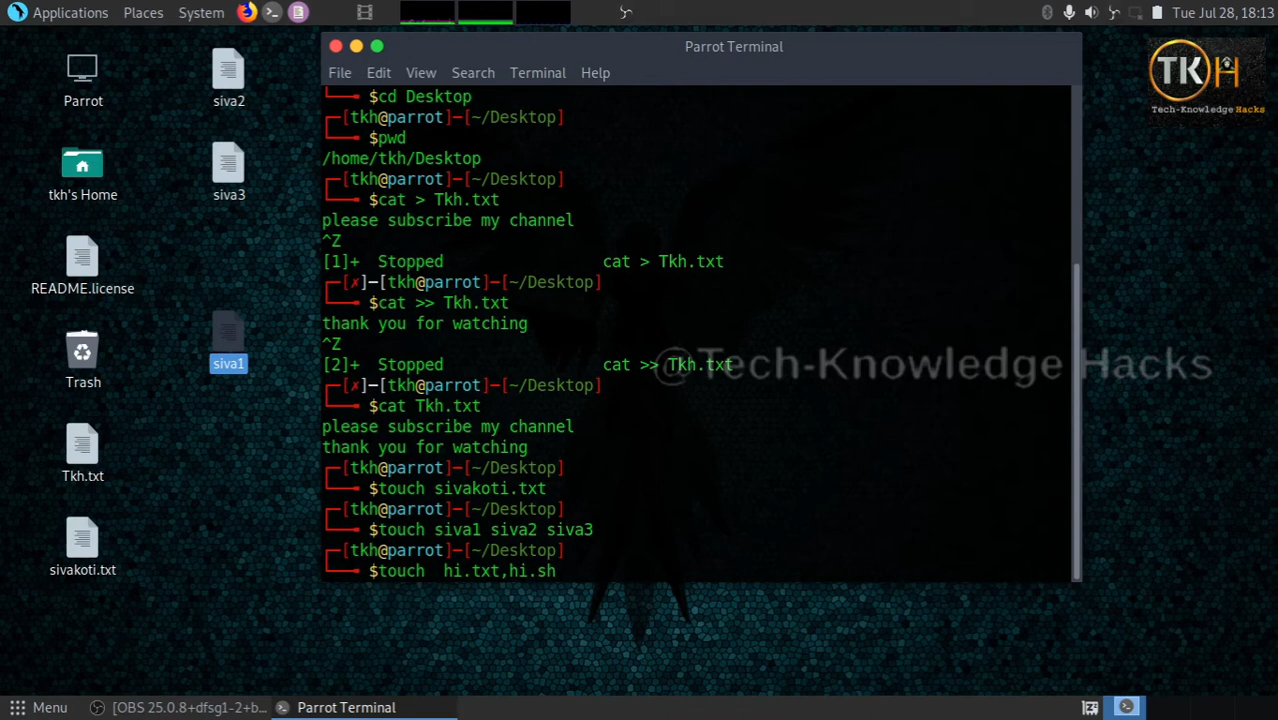 Applications Places System
Tue Jul 28, 18:13
Parrot
siva2
tkh's Home
siva3
README.license
siva1
Trash
Tkh.txt
sivakoti.txt
TKH
Tech-Knowledge Hacks
Parrot Terminal
File Edit View Search Terminal Help
$cd Desktop
[tkh@parrot]─[~/Desktop]
$pwd
/home/tkh/Desktop
[tkh@parrot]─[~/Desktop]
$cat > Tkh.txt
please subscribe my channel
^Z
[1]+ Stopped cat > Tkh.txt
[✗]─[tkh@parrot]─[~/Desktop]
$cat >> Tkh.txt
thank you for watching
^Z
[2]+ Stopped cat >> Tkh.txt
@Tech-Knowledge Hacks
[✗]─[tkh@parrot]─[~/Desktop]
$cat Tkh.txt
please subscribe my channel
thank you for watching
[tkh@parrot]─[~/Desktop]
$touch sivakoti.txt
[tkh@parrot]─[~/Desktop]
$touch siva1 siva2 siva3
[tkh@parrot]─[~/Desktop]
$touch  hi.txt,hi.sh
Menu [OBS 25.0.8+dfsg1-2+b... Parrot Terminal